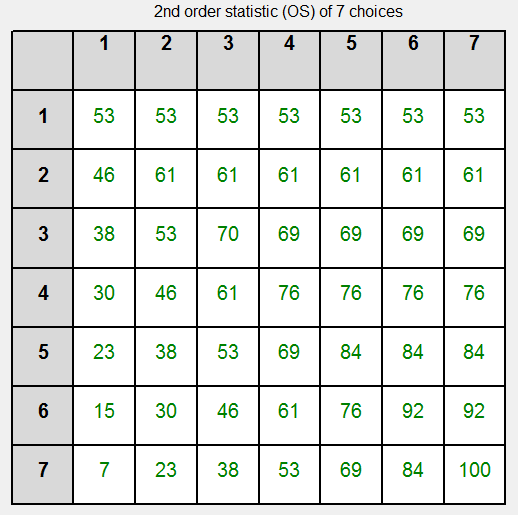 2nd order statistic (OS) of 7 choices
1 2 3 4 5 6 7
1 53 53 53 53 53 53 53
2 46 61 61 61 61 61 61
3 38 53 70 69 69 69 69
4 30 46 61 76 76 76 76
5 23 38 53 69 84 84 84
6 15 30 46 61 76 92 92
7 7 23 38 53 69 84 100